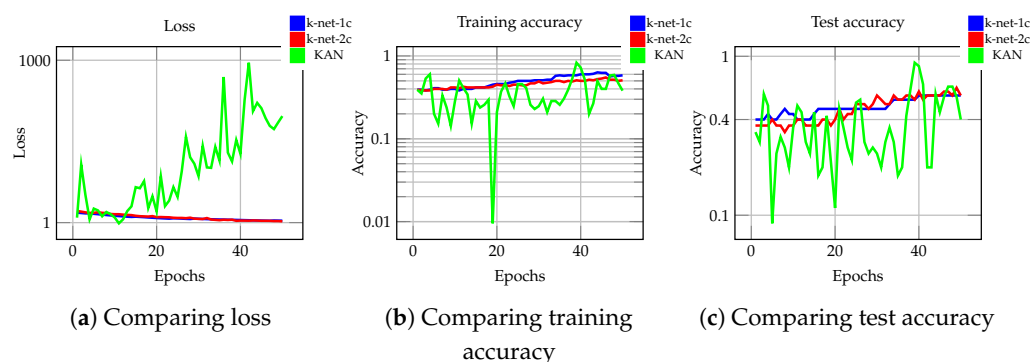 Loss
k-net-1c
k-net-2c
KAN
1000
1
Loss
0
20
40
Epochs
(a) Comparing loss
Training accuracy
k-net-1c
k-net-2c
KAN
1
0.1
0.01
Accuracy
0
20
40
Epochs
(b) Comparing training
accuracy
Test accuracy
k-net-1c
k-net-2c
KAN
1
0.4
0.1
Accuracy
0
20
40
Epochs
(c) Comparing test accuracy